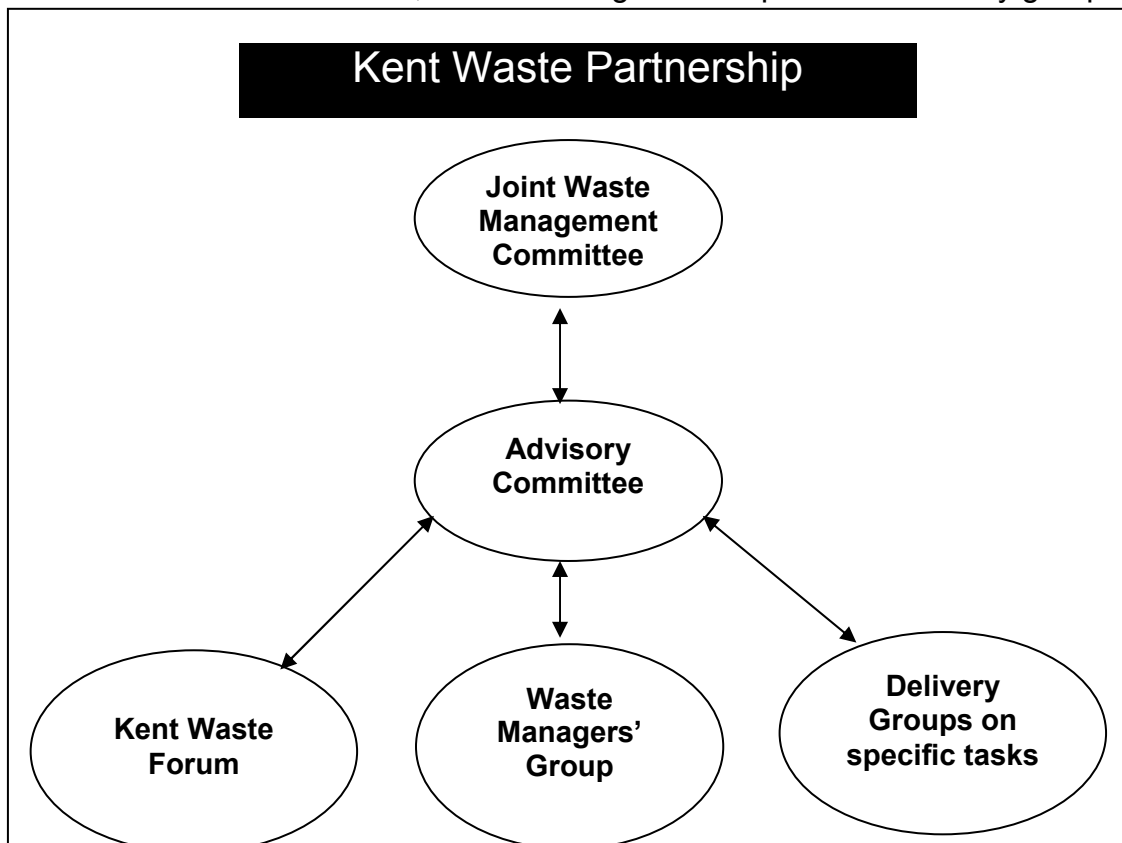 Kent Waste Partnership
Joint Waste
Management
Committee
Advisory
Committee
Kent Waste
Forum
Waste
Managers’
Group
Delivery
Groups on
specific tasks